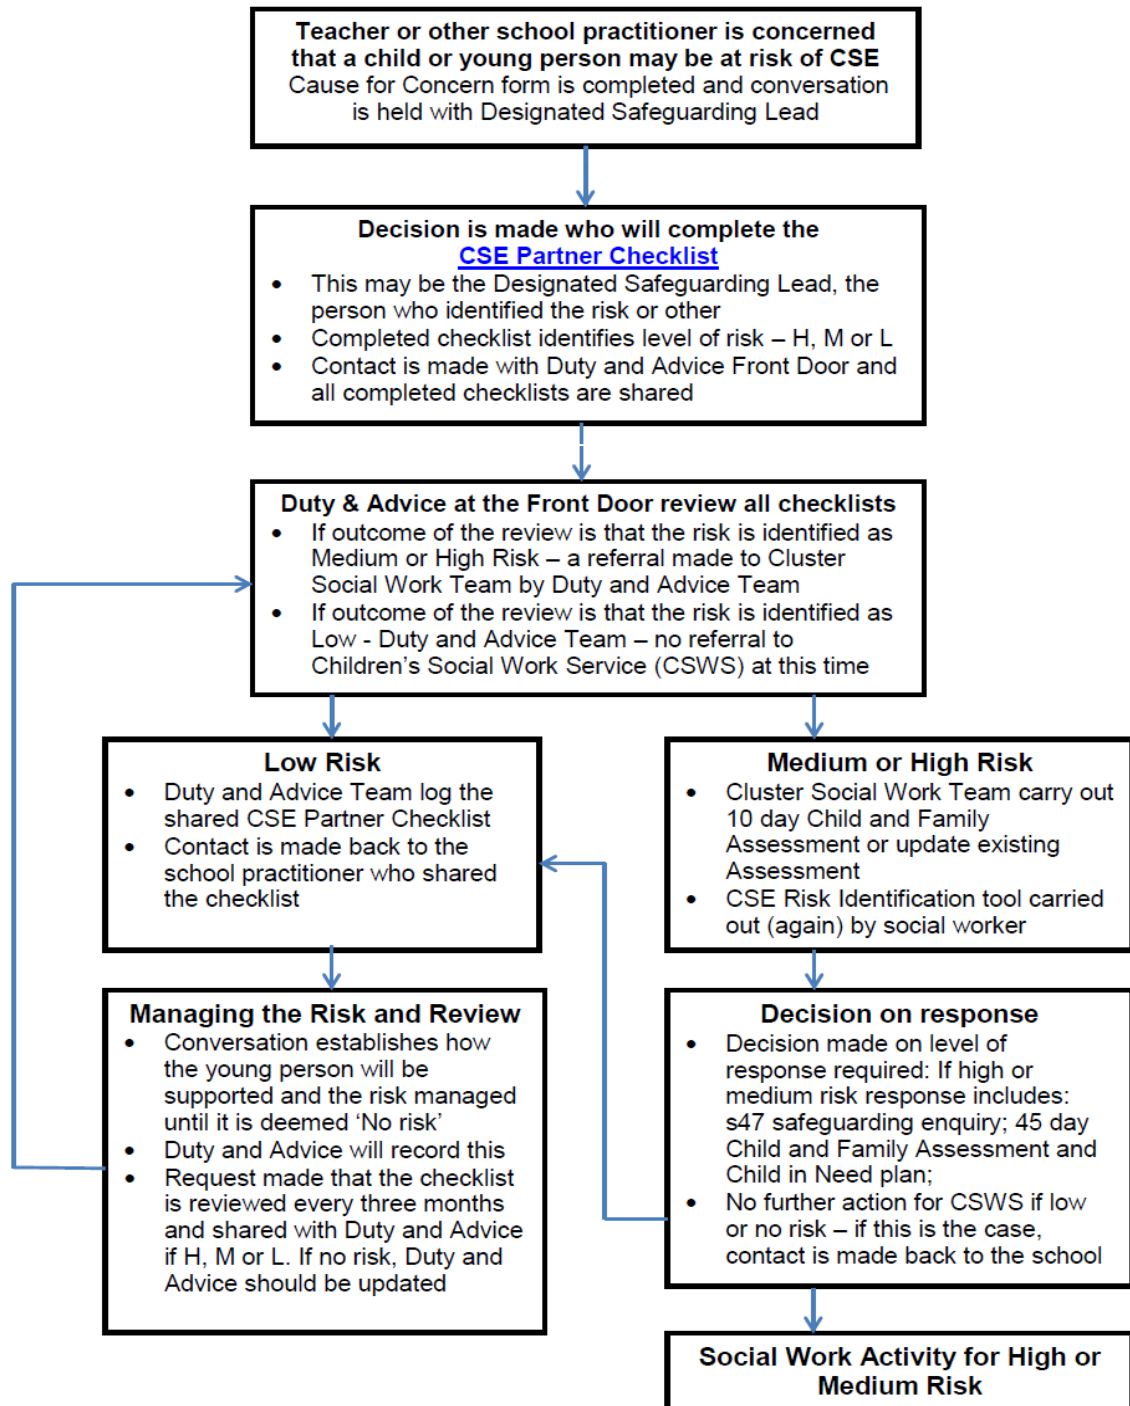 Teacher or other school practitioner is concerned
that a child or young person may be at risk of CSE
Cause for Concern form is completed and conversation
is held with Designated Safeguarding Lead
Decision is made who will complete the
CSE Partner Checklist
• This may be the Designated Safeguarding Lead, the
person who identified the risk or other
• Completed checklist identifies level of risk – H, M or L
• Contact is made with Duty and Advice Front Door and
all completed checklists are shared
Duty & Advice at the Front Door review all checklists
• If outcome of the review is that the risk is identified as
Medium or High Risk – a referral made to Cluster
Social Work Team by Duty and Advice Team
• If outcome of the review is that the risk is identified as
Low - Duty and Advice Team – no referral to
Children's Social Work Service (CSWS) at this time
Low Risk
• Duty and Advice Team log the
shared CSE Partner Checklist
• Contact is made back to the
school practitioner who shared
the checklist
Medium or High Risk
• Cluster Social Work Team carry out
10 day Child and Family
Assessment or update existing
Assessment
• CSE Risk Identification tool carried
out (again) by social worker
Managing the Risk and Review
• Conversation establishes how
the young person will be
supported and the risk managed
until it is deemed 'No risk'
• Duty and Advice will record this
• Request made that the checklist
is reviewed every three months
and shared with Duty and Advice
if H, M or L. If no risk, Duty and
Advice should be updated
Decision on response
• Decision made on level of
response required: If high or
medium risk response includes:
s47 safeguarding enquiry; 45 day
Child and Family Assessment and
Child in Need plan;
• No further action for CSWS if low
or no risk – if this is the case,
contact is made back to the school
Social Work Activity for High or
Medium Risk